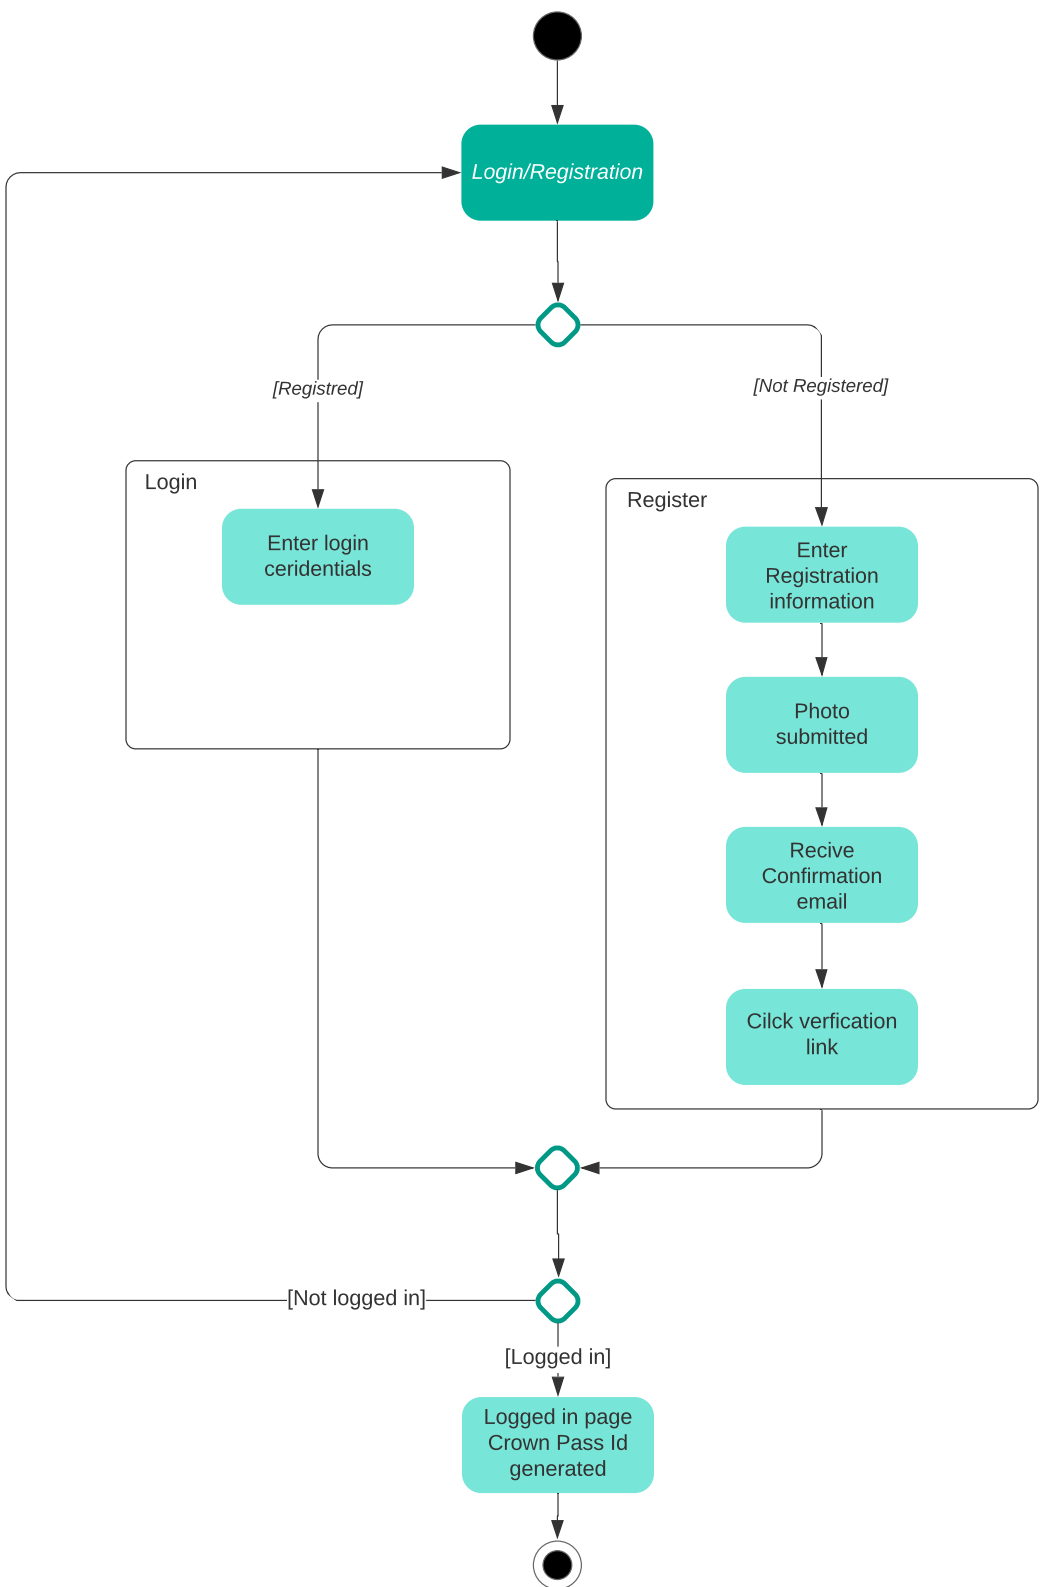 Login/Registration
[Registred]
[Not Registered]
Login
Enter login
ceridentials
Register
Enter
Registration
information
Photo
submitted
Recive
Confirmation
email
Cilck verfication
link
[Not logged in]
[Logged in]
Logged in page
Crown Pass Id
generated